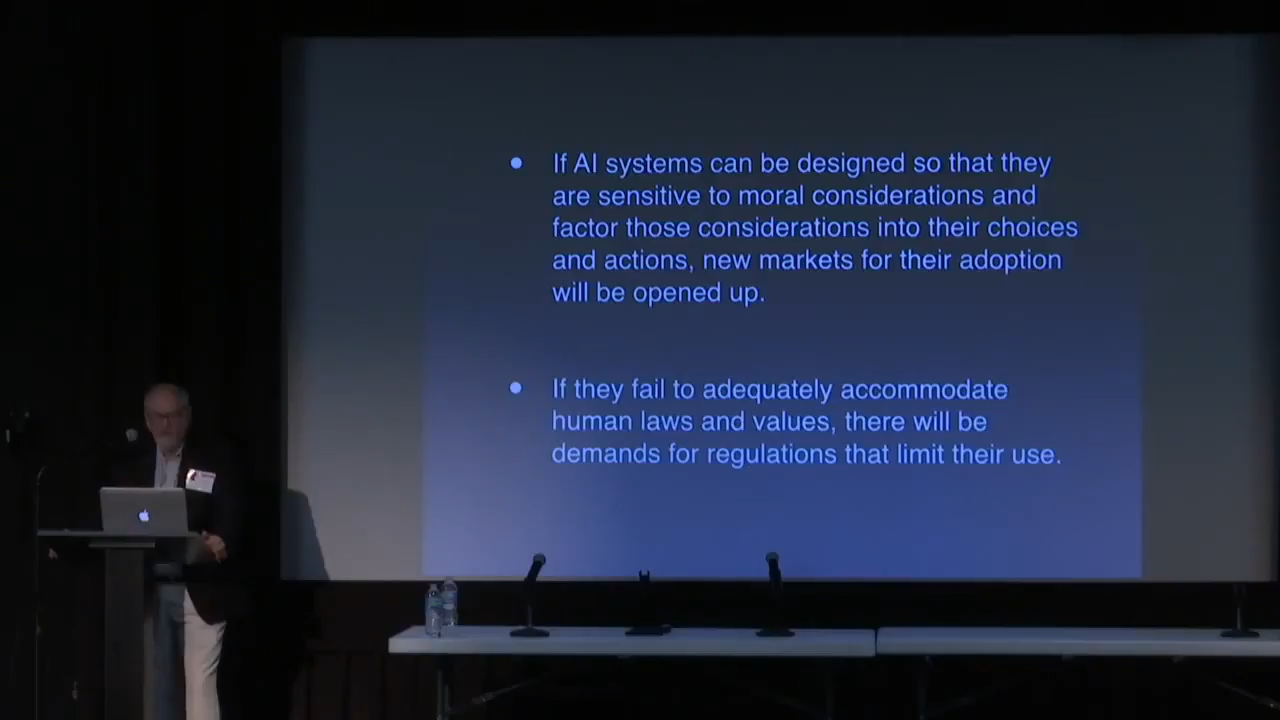 • If AI systems can be designed so that they
are sensitive to moral considerations and
factor those considerations into their choices
and actions, new markets for their adoption
will be opened up.
• If they fail to adequately accommodate
human laws and values, there will be
demands for regulations that limit their use.